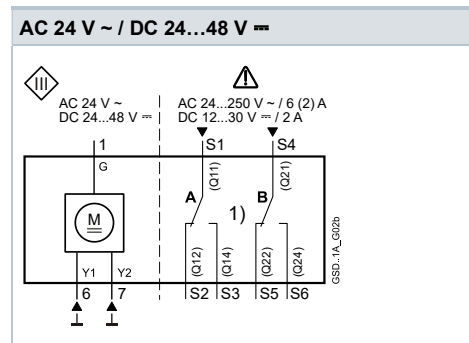 AC 24 V ~ / DC 24...48 V ⎓
III
AC 24 V ~
DC 24...48 V ⎓
AC 24...250 V ~ / 6 (2) A
DC 12...30 V ⎓ / 2 A
1
S1
S4
G
(Q11)
(Q21)
A
B
1)
M
(Q12)
(Q14)
(Q22)
(Q24)
Y1
Y2
6
7
S2
S3
S5
S6
GSD..1A_G02b